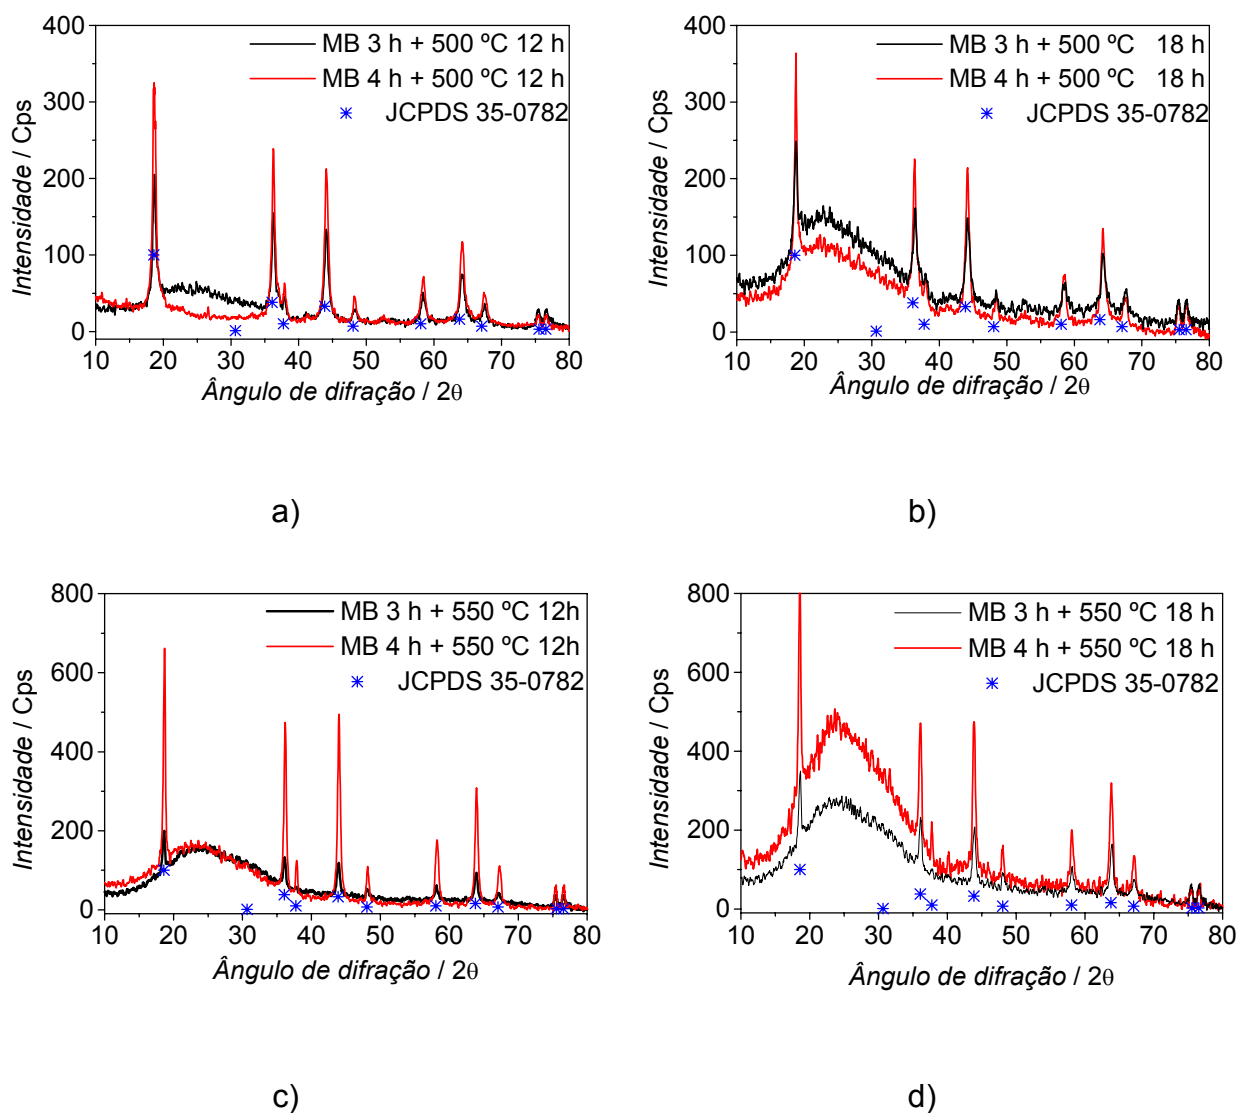 400
300
200
100
0
Intensidade / Cps
MB 3 h + 500 ºC 12 h
MB 4 h + 500 ºC 12 h
JCPDS 35-0782
10 20 30 40 50 60 70 80
Ângulo de difração / 2θ
a)
400
300
200
100
0
Intensidade / Cps
MB 3 h + 500 ºC 18 h
MB 4 h + 500 ºC 18 h
JCPDS 35-0782
10 20 30 40 50 60 70 80
Ângulo de difração / 2θ
b)
800
600
400
200
0
Intensidade / Cps
MB 3 h + 550 ºC 12h
MB 4 h + 550 ºC 12h
JCPDS 35-0782
10 20 30 40 50 60 70 80
Ângulo de difração / 2θ
c)
800
600
400
200
0
Intensidade / Cps
MB 3 h + 550 ºC 18 h
MB 4 h + 550 ºC 18 h
JCPDS 35-0782
10 20 30 40 50 60 70 80
Ângulo de difração / 2θ
d)